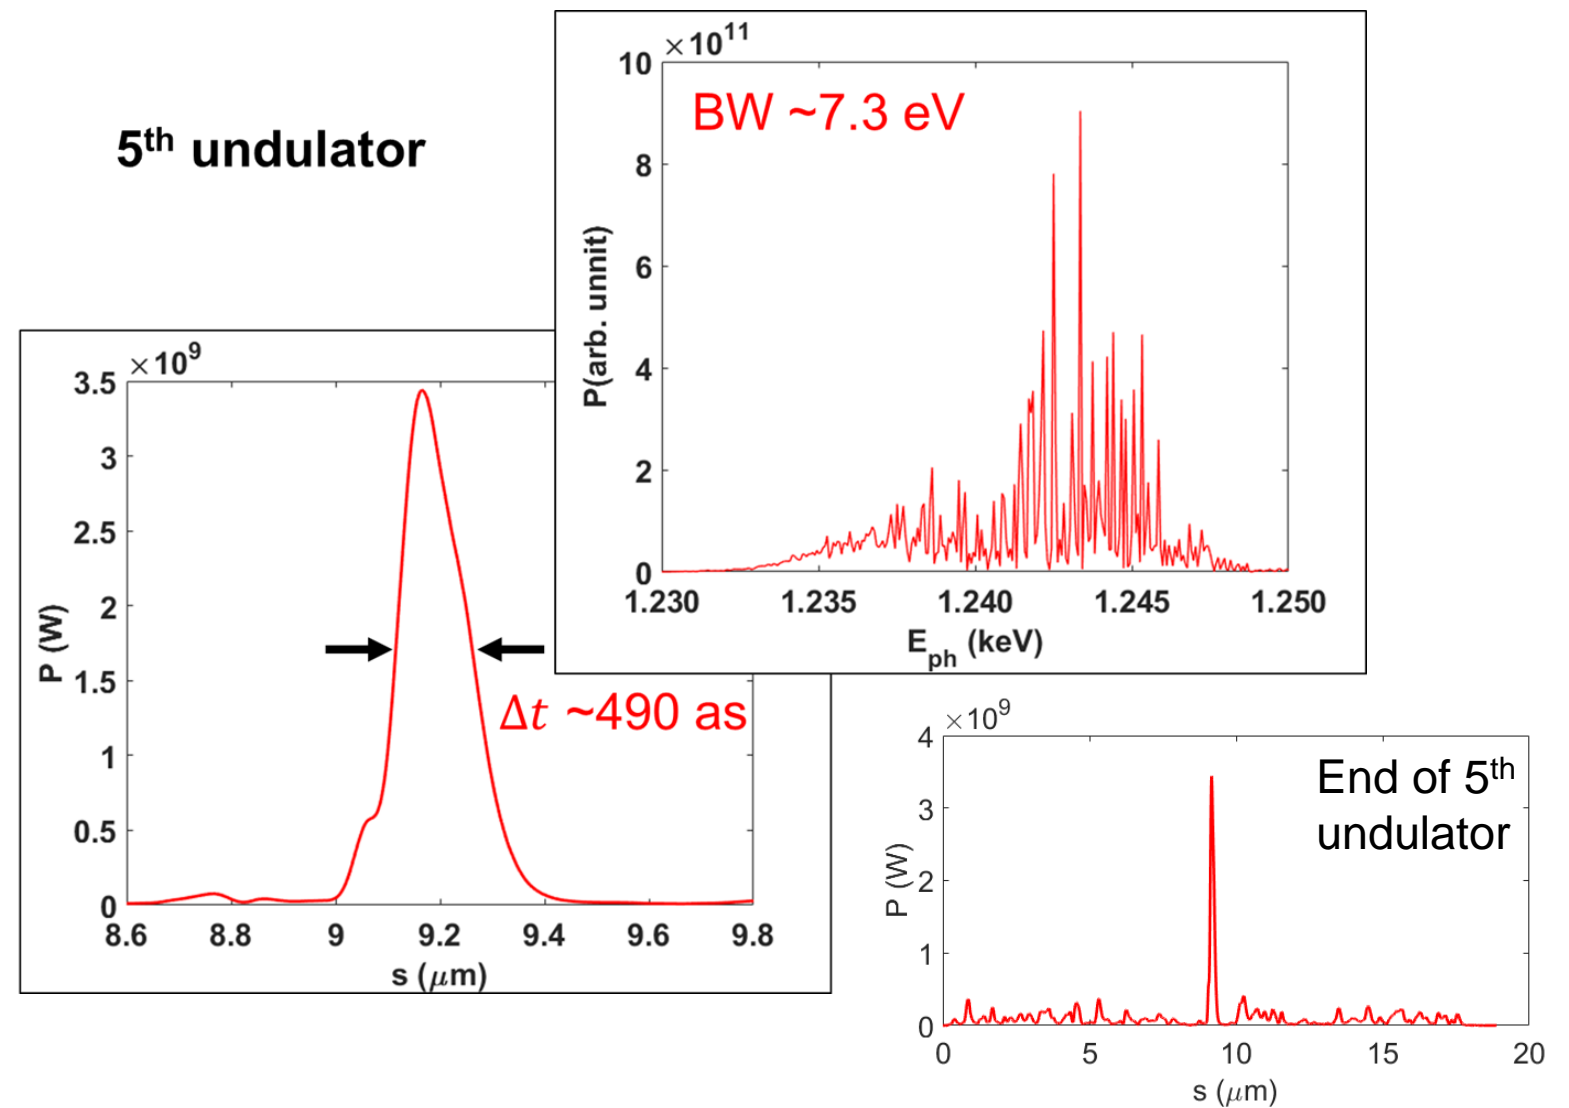 5th undulator
×10^11
BW ~7.3 eV
10
8
6
4
2
0
P(arb. unnit)
1.230 1.235 1.240 1.245 1.250
E_ph (keV)
×10^9
3.5
3
2.5
2
1.5
1
0.5
0
P (W)
Δt ~490 as
8.6 8.8 9 9.2 9.4 9.6 9.8
s (μm)
×10^9
4
3
2
1
0
P (W)
End of 5th
undulator
0 5 10 15 20
s (μm)